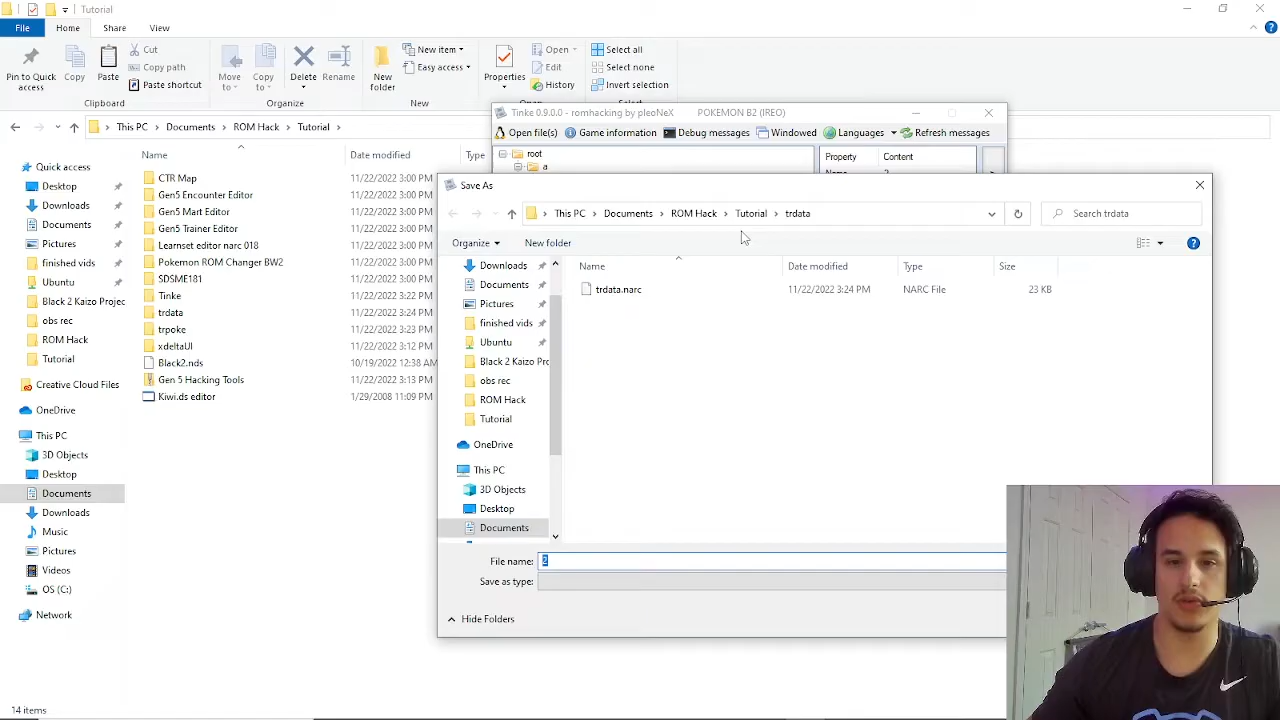 Tutorial
File
Home
Share
View
Pin to Quick access
Copy
Paste
Cut
Copy path
Paste shortcut
Clipboard
Move to
Copy to
Delete
Rename
Organize
New folder
New item
Easy access
New
Properties
Open
Edit
History
Select all
Select none
Invert selection
This PC
Documents
ROM Hack
Tutorial
Quick access
Desktop
Downloads
Documents
Pictures
finished vids
Ubuntu
Black 2 Kaizo Projec
obs rec
ROM Hack
Tutorial
Creative Cloud Files
OneDrive
This PC
3D Objects
Desktop
Documents
Downloads
Music
Pictures
Videos
OS (C:)
Network
14 items
Name Date modified Type
CTR Map 11/22/2022 3:00 PM
Gen5 Encounter Editor 11/22/2022 3:00 PM
Gen5 Mart Editor 11/22/2022 3:00 PM
Gen5 Trainer Editor 11/22/2022 3:00 PM
Learnset editor narc 018 11/22/2022 3:00 PM
Pokemon ROM Changer BW2 11/22/2022 3:00 PM
SDSME181 11/22/2022 3:00 PM
Tinke 11/22/2022 3:22 PM
trdata 11/22/2022 3:24 PM
trpoke 11/22/2022 3:23 PM
xdeltaUI 11/22/2022 3:12 PM
Black2.nds 10/19/2022 12:38 AM
Gen 5 Hacking Tools 11/22/2022 3:13 PM
Kiwi.ds editor 1/29/2008 11:09 PM
Tinke 0.9.0.0 - romhacking by pleoNeX POKEMON B2 (IREO)
Open file(s) Game information Debug messages Windowed Languages Refresh messages
root
a
Property Content
Save As
This PC Documents ROM Hack Tutorial trdata
Search trdata
Organize New folder
Downloads
Documents
Pictures
finished vids
Ubuntu
Black 2 Kaizo Prc
obs rec
ROM Hack
Tutorial
OneDrive
This PC
3D Objects
Desktop
Documents
Name Date modified Type Size
trdata.narc 11/22/2022 3:24 PM NARC File 23 KB
File name: 2
Save as type:
Hide Folders